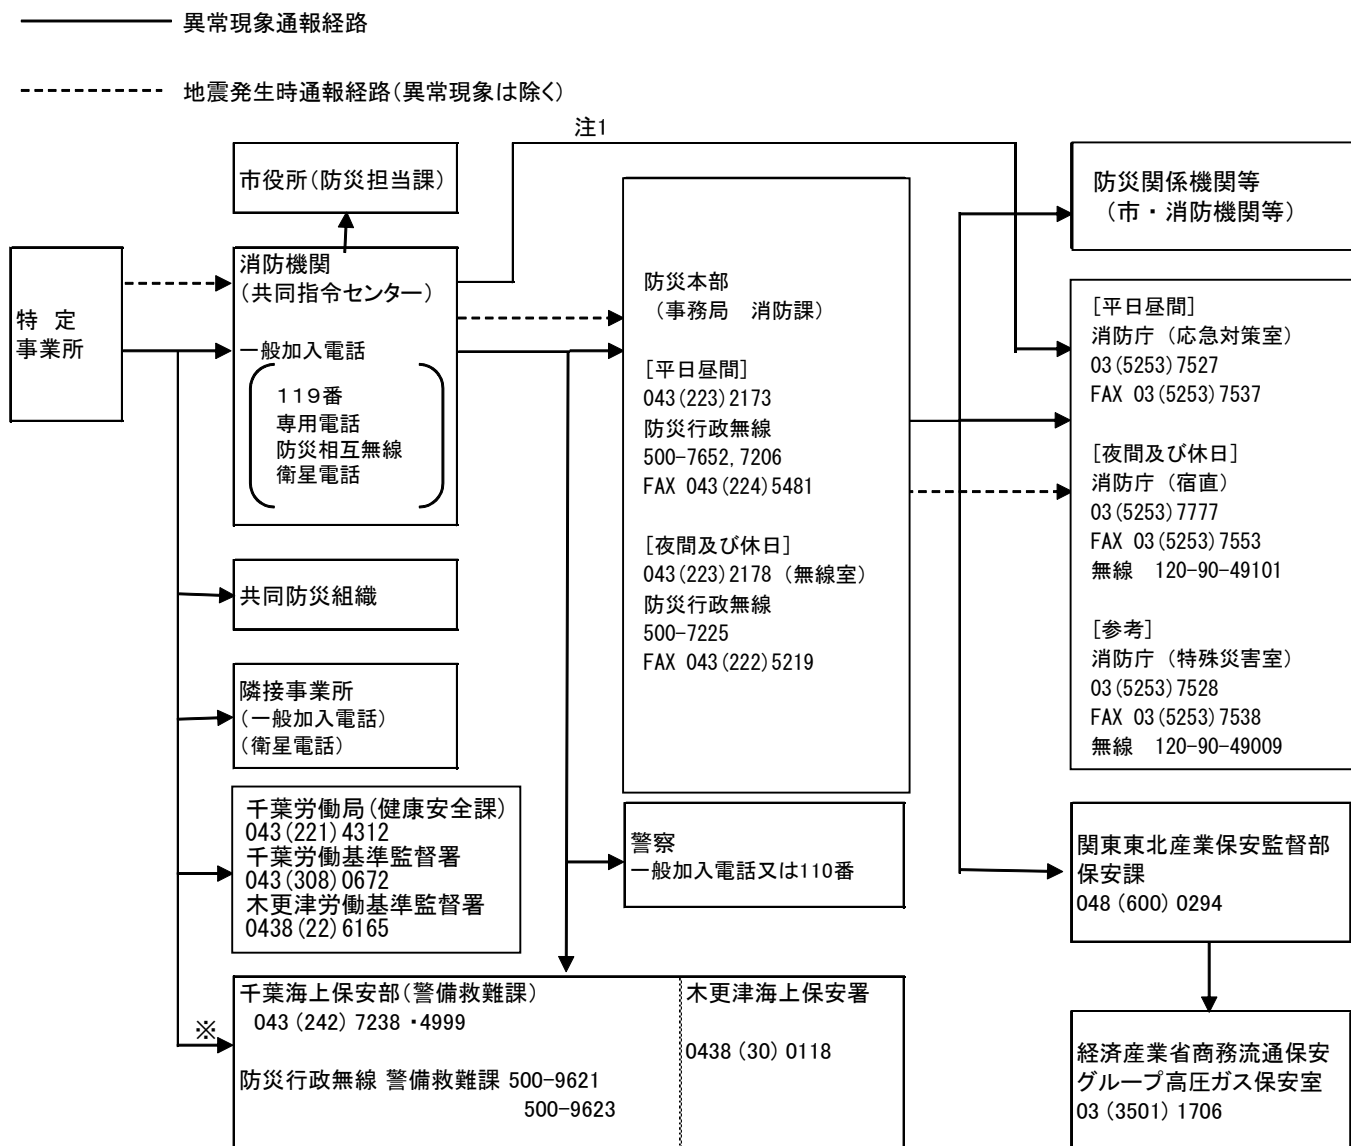 異常現象通報経路
地震発生時通報経路(異常現象は除く)
注1
市役所(防災担当課)
特 定
事業所
消防機関
(共同指令センター)
一般加入電話
119番
専用電話
防災相互無線
衛星電話
共同防災組織
隣接事業所
(一般加入電話)
(衛星電話)
千葉労働局(健康安全課)
043(221)4312
千葉労働基準監督署
043(308)0672
木更津労働基準監督署
0438(22)6165
※
千葉海上保安部(警備救難課)
043(242)7238・4999
防災行政無線 警備救難課 500-9621
500-9623
木更津海上保安署
0438(30)0118
防災本部
(事務局 消防課)
[平日昼間]
043(223)2173
防災行政無線
500-7652,7206
FAX 043(224)5481
[夜間及び休日]
043(223)2178 (無線室)
防災行政無線
500-7225
FAX 043(222)5219
警察
一般加入電話又は110番
防災関係機関等
(市・消防機関等)
[平日昼間]
消防庁(応急対策室)
03(5253)7527
FAX 03(5253)7537
[夜間及び休日]
消防庁(宿直)
03(5253)7777
FAX 03(5253)7553
無線 120-90-49101
[参考]
消防庁(特殊災害室)
03(5253)7528
FAX 03(5253)7538
無線 120-90-49009
関東東北産業保安監督部
保安課
048(600)0294
経済産業省商務流通保安
グループ高圧ガス保安室
03(3501)1706